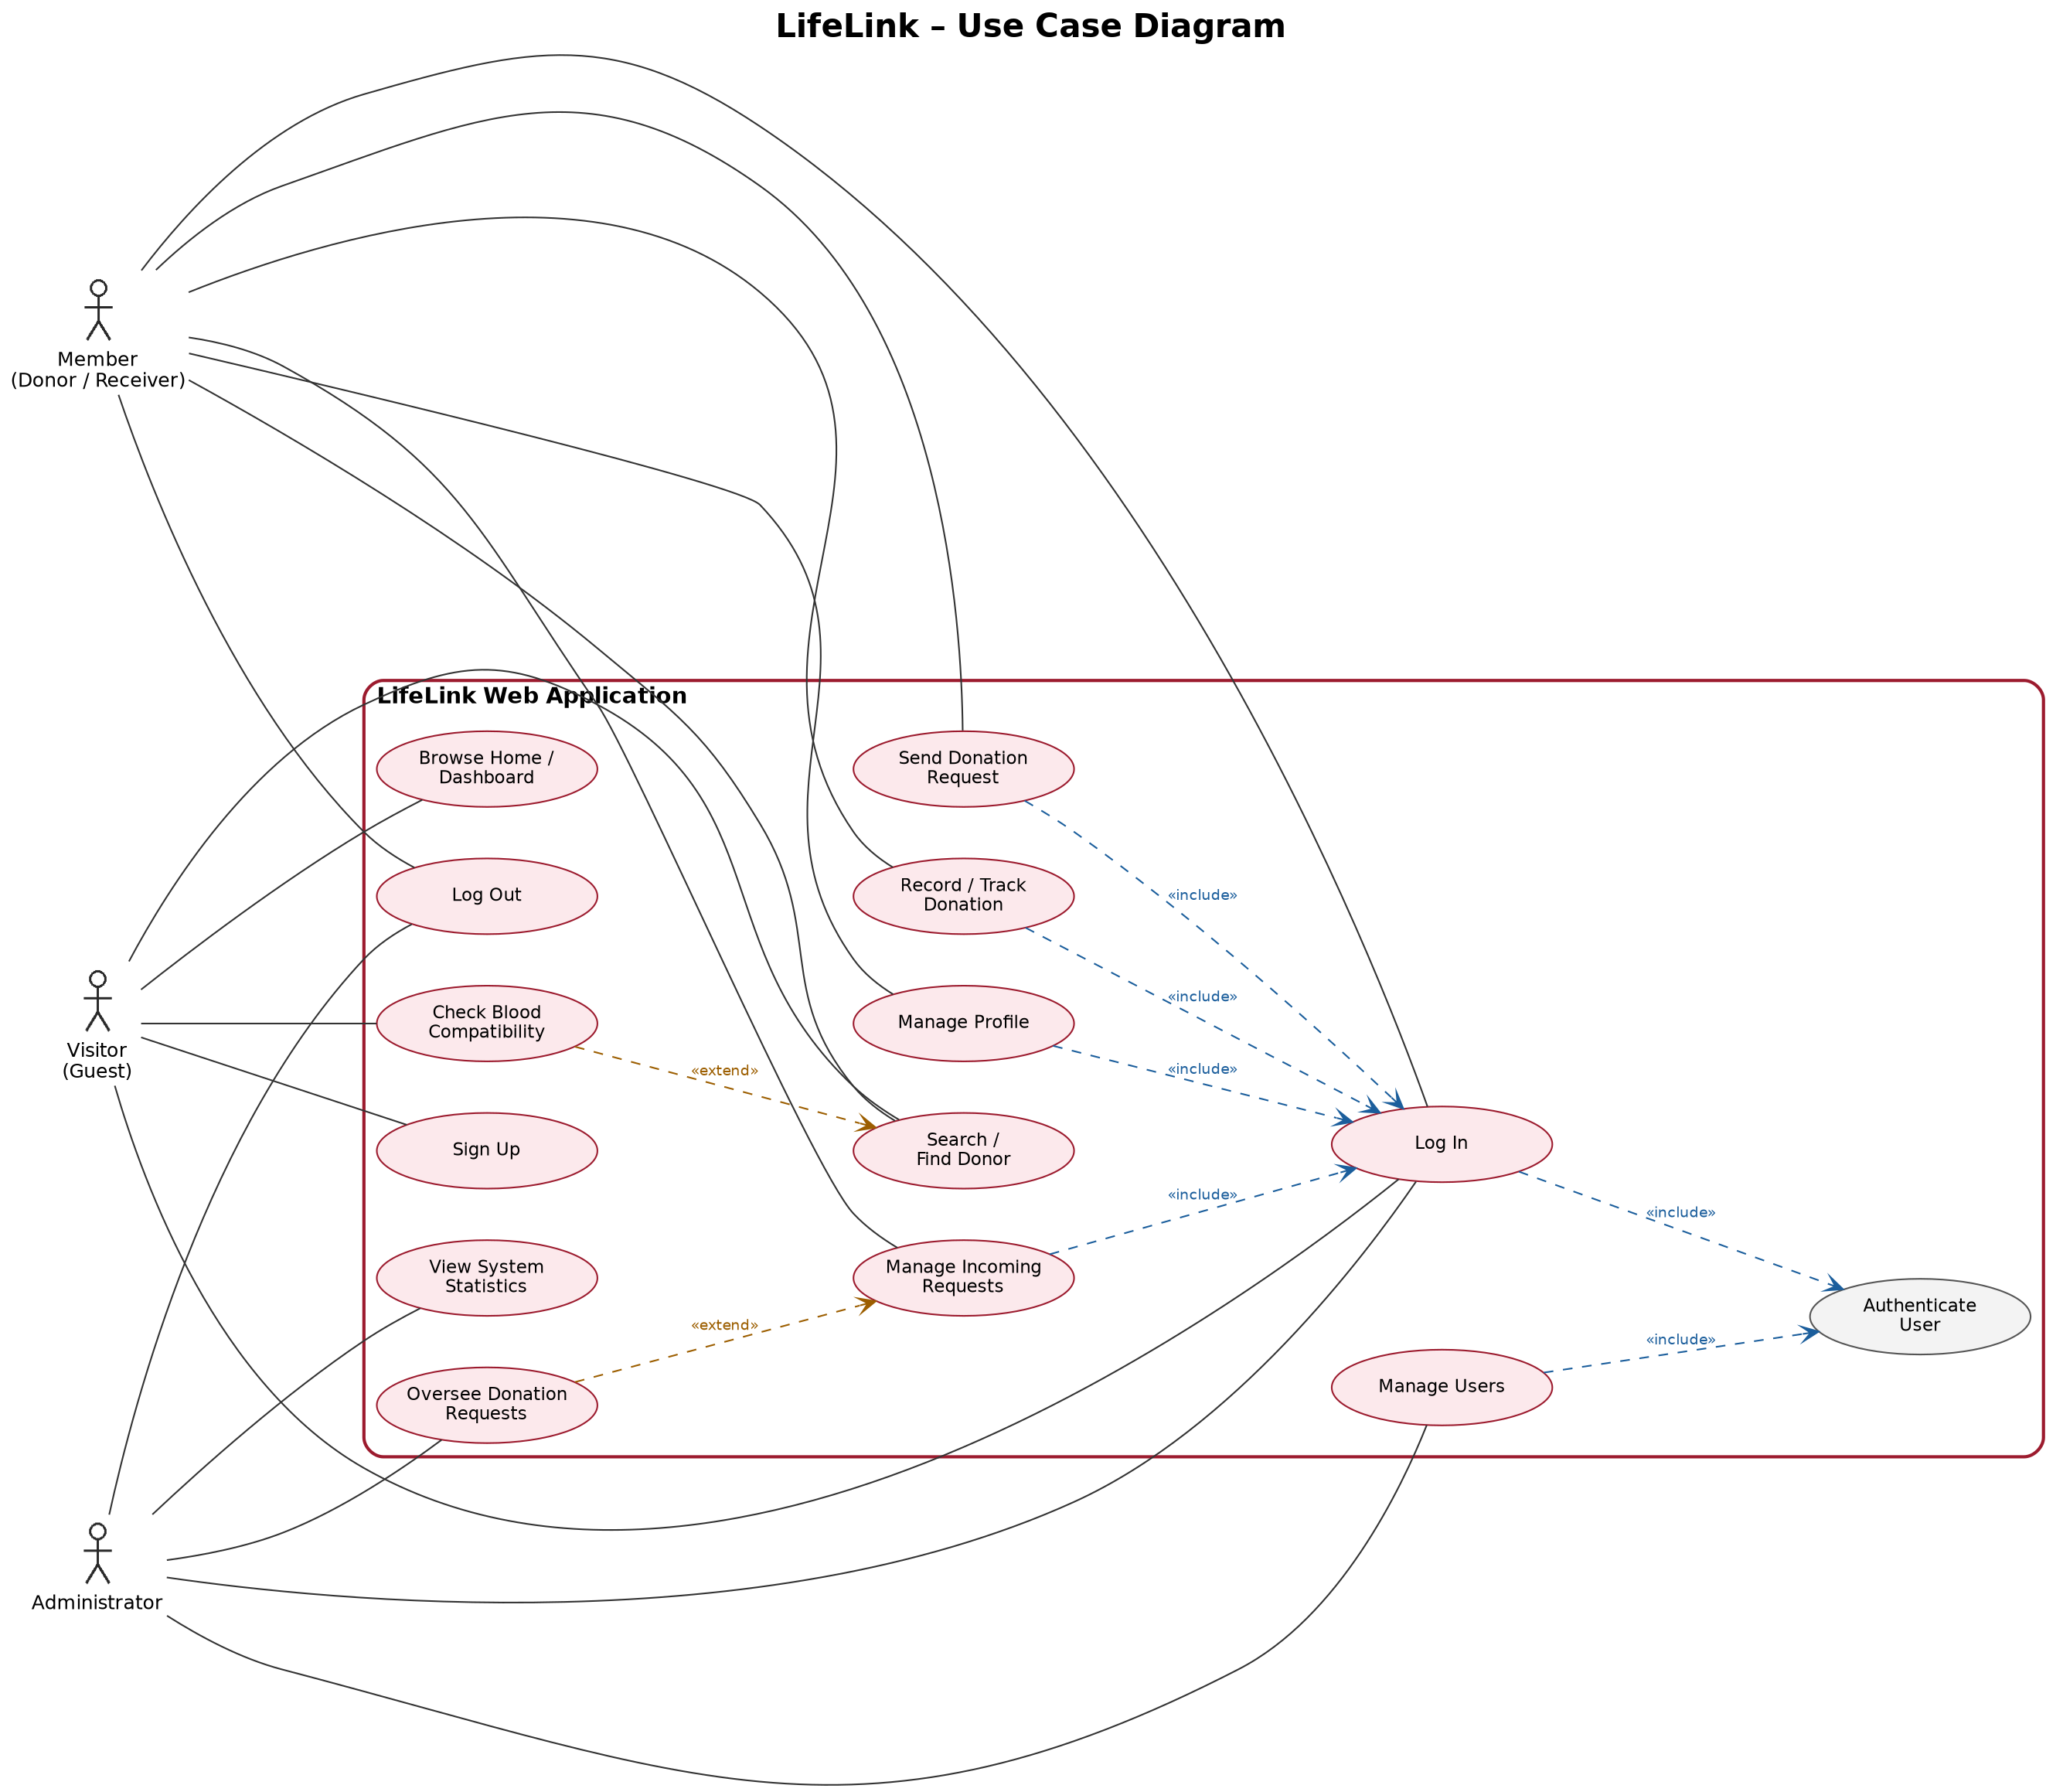 LifeLink – Use Case Diagram
Member
(Donor / Receiver)
LifeLink Web Application
Browse Home /
Dashboard
Send Donation
Request
Log Out
Record / Track
Donation
«include»
Visitor
(Guest)
Check Blood
Compatibility
Manage Profile
«include»
«extend»
«include»
Sign Up
Search /
Find Donor
Log In
«include»
«include»
View System
Statistics
Manage Incoming
Requests
Authenticate
User
«extend»
«include»
Oversee Donation
Requests
Manage Users
Administrator